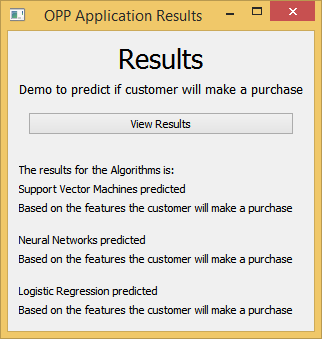 OPP Application Results
Results
Demo to predict if customer will make a purchase
View Results
The results for the Algorithms is:
Support Vector Machines predicted
Based on the features the customer will make a purchase
Neural Networks predicted
Based on the features the customer will make a purchase
Logistic Regression predicted
Based on the features the customer will make a purchase